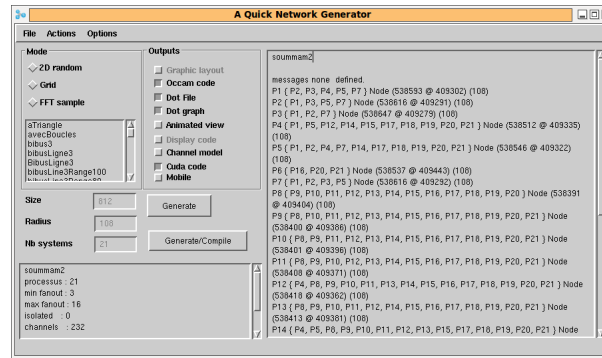 A Quick Network Generator
File Actions Options
Mode
2D random
Grid
FFT sample
aTriangle
avecBoucles
bibus3
bibusLigne3
BibusLigne3
bibusLine3Range100
bibusLine3Range80
Outputs
Graphic layout
Occam code
Dot File
Dot graph
Animated view
Display code
Channel model
Cuda code
Mobile
Size 812
Radius 108
Nb systems 21
Generate
Generate/Compile
soummam2
processus : 21
min fanout : 3
max fanout : 16
isolated : 0
channels : 232
soummam2
messages none defined.
P1 { P2, P3, P4, P5, P7 } Node (538593 @ 409302) (108)
P2 { P1, P3, P5, P7 } Node (538616 @ 409291) (108)
P3 { P1, P2, P7 } Node (538647 @ 409279) (108)
P4 { P1, P5, P12, P14, P15, P17, P18, P19, P20, P21 } Node (538512 @ 409335)
(108)
P5 { P1, P2, P4, P7, P14, P17, P18, P19, P20, P21 } Node (538546 @ 409322)
(108)
P6 { P16, P20, P21 } Node (538537 @ 409443) (108)
P7 { P1, P2, P3, P5 } Node (538616 @ 409292) (108)
P8 { P9, P10, P11, P12, P13, P14, P15, P16, P17, P18, P19, P20 } Node (538391
@ 409404) (108)
P9 { P8, P10, P11, P12, P13, P14, P15, P16, P17, P18, P19, P20, P21 } Node
(538400 @ 409386) (108)
P10 { P8, P9, P11, P12, P13, P14, P15, P16, P17, P18, P19, P20, P21 } Node
(538401 @ 409396) (108)
P11 { P8, P9, P10, P12, P13, P14, P15, P16, P17, P18, P19, P20, P21 } Node
(538408 @ 409371) (108)
P12 { P4, P8, P9, P10, P11, P13, P14, P15, P16, P17, P18, P19, P20, P21 } Node
(538418 @ 409362) (108)
P13 { P8, P9, P10, P11, P12, P14, P15, P16, P17, P18, P19, P20, P21 } Node
(538413 @ 409381) (108)
P14 { P4, P5, P8, P9, P10, P11, P12, P13, P15, P17, P18, P19, P20, P21 } Node